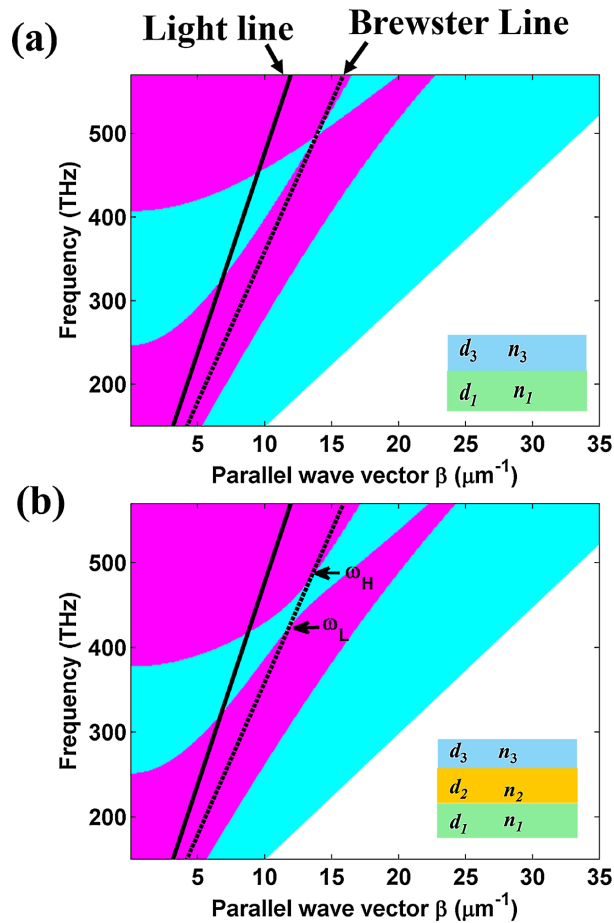 Light line Brewster Line
(a)
500
400
300
200
Frequency (THz)
d3 n3
d1 n1
5 10 15 20 25 30 35
Parallel wave vector β (μm⁻¹)
(b)
500
400
300
200
Frequency (THz)
ωH
ωL
d3 n3
d2 n2
d1 n1
5 10 15 20 25 30 35
Parallel wave vector β (μm⁻¹)